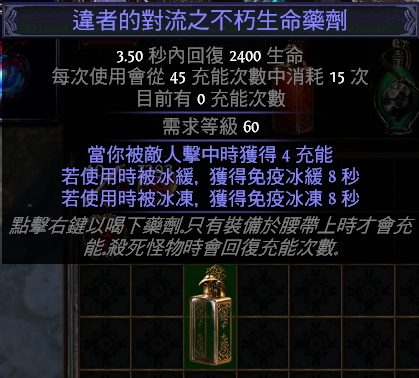 違者的對流之不朽生命藥劑
3.50 秒內回復 2400 生命
每次使用會從 45 充能次數中消耗 15 次
目前有 0 充能次數
需求等級 60
當你被敵人擊中時獲得 4 充能
若使用時被冰緩, 獲得免疫冰緩 8 秒
若使用時被冰凍, 獲得免疫冰凍 8 秒
點擊右鍵以喝下藥劑.只有裝備於腰帶上時才會充
能.殺死怪物時會回復充能次數.